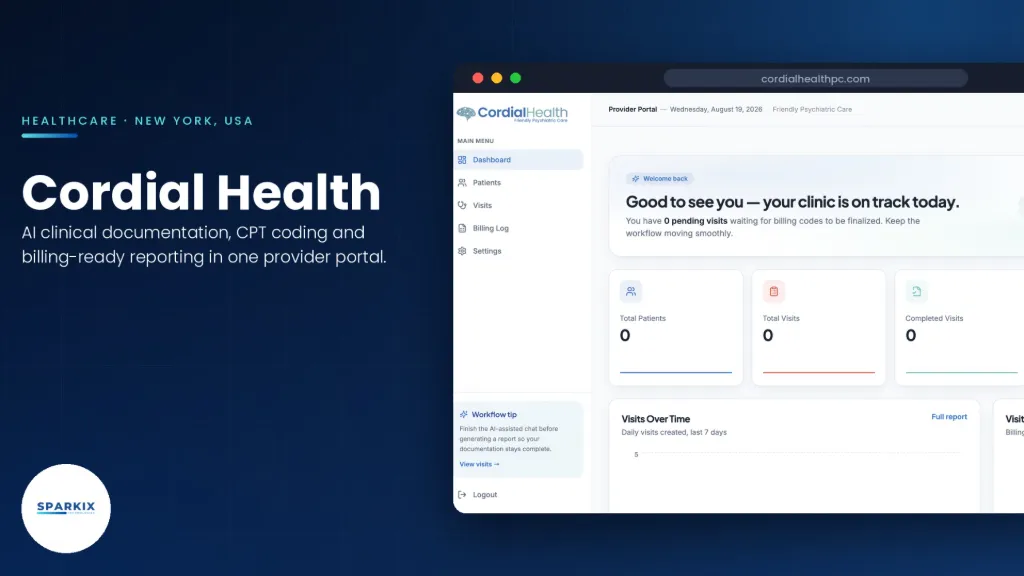 HEALTHCARE · NEW YORK, USA
Cordial Health
AI clinical documentation, CPT coding and
billing-ready reporting in one provider portal.
SPARKIX
cordialhealthpc.com
CordialHealth
Friendly Psychiatric Care
MAIN MENU
Dashboard
Patients
Visits
Billing Log
Settings
Workflow tip
Finish the AI-assisted chat before
generating a report so your
documentation stays complete.
View visits →
Logout
Provider Portal — Wednesday, August 19, 2026 Friendly Psychiatric Care
Welcome back
Good to see you — your clinic is on track today.
You have 0 pending visits waiting for billing codes to be finalized. Keep the
workflow moving smoothly.
Total Patients
0
Total Visits
0
Completed Visits
0
Visits Over Time
Full report
Daily visits created, last 7 days
5
Visit
Billing